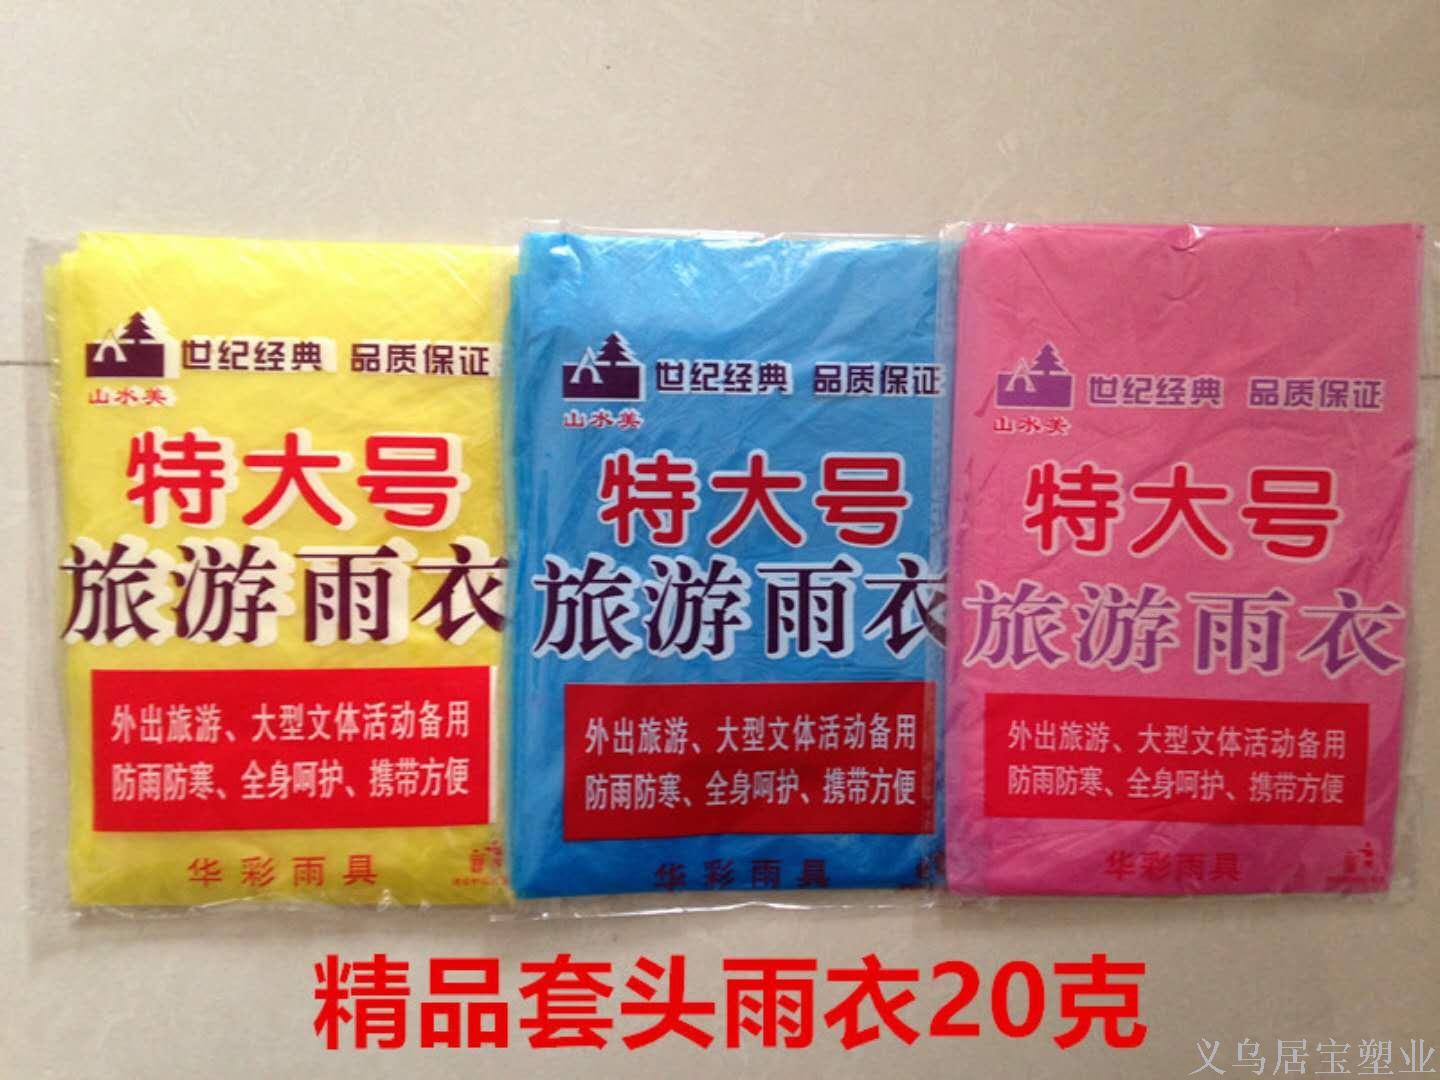 世纪经典 品质保证
山水美
特大号
旅游雨衣
外出旅游、大型文体活动备用
防雨防寒、全身呵护、携带方便
华彩雨具
世纪经典 品质保证
山水美
特大号
旅游雨衣
外出旅游、大型文体活动备用
防雨防寒、全身呵护、携带方便
华彩雨具
世纪经典 品质保证
山水美
特大号
旅游雨衣
外出旅游、大型文体活动备用
防雨防寒、全身呵护、携带方便
华彩雨具
精品套头雨衣20克
义乌居宝塑业